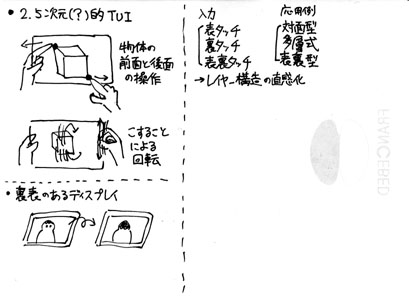 • 2.5次元(?)的TUI
物体の
前面と後面
の操作
こすること
による
回転
• 裏表のあるディスプレイ
入力
表タッチ
裏タッチ
表裏タッチ
→レイヤー構造の直感化
応用例
対面型
多層式
表裏型